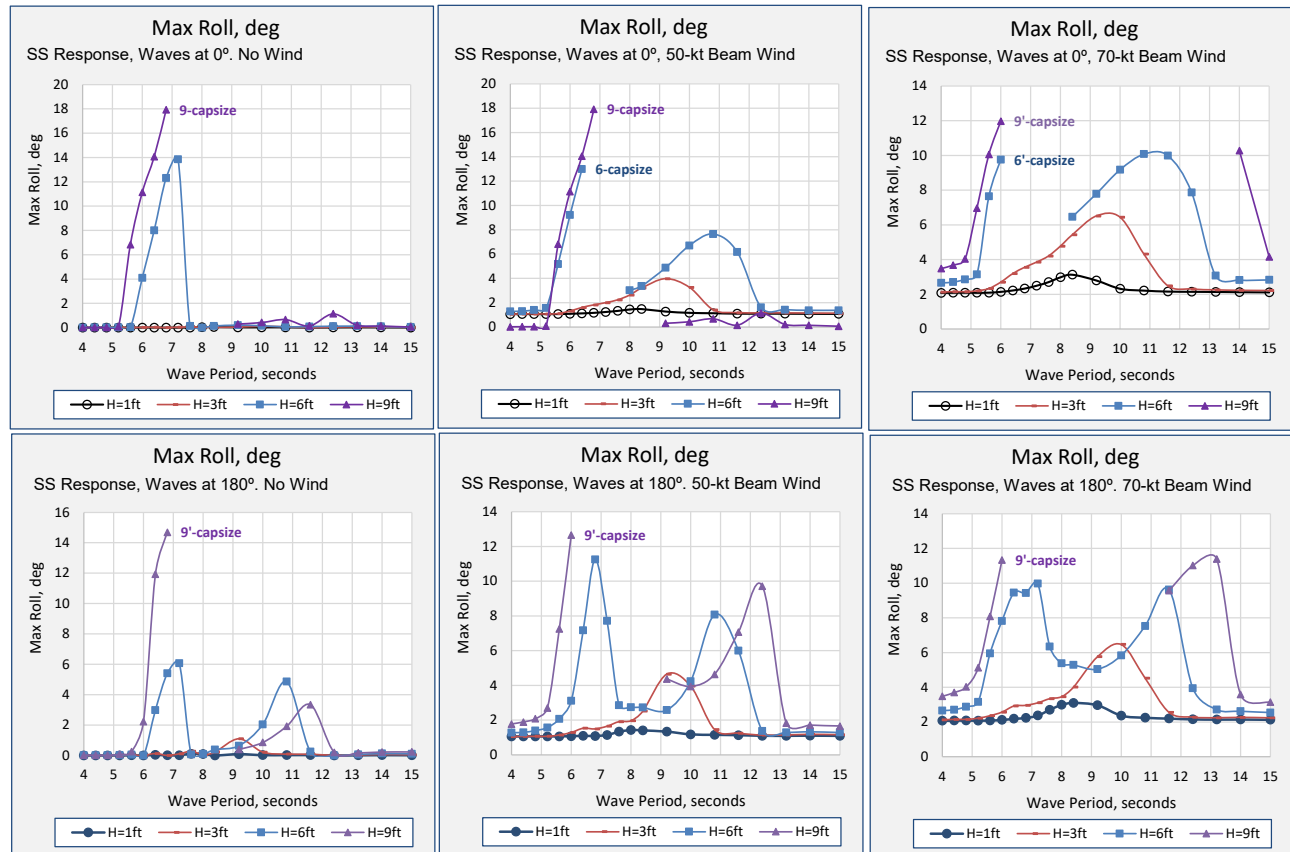 Max Roll, deg
SS Response, Waves at 0º. No Wind
20
18
16
14
12
10
8
6
4
2
0
Max Roll, deg
9-capsize
4 5 6 7 8 9 10 11 12 13 14 15
Wave Period, seconds
H=1ft H=3ft H=6ft H=9ft
Max Roll, deg
SS Response, Waves at 0º, 50-kt Beam Wind
20
18
16
14
12
10
8
6
4
2
0
Max Roll, deg
9-capsize
6-capsize
4 5 6 7 8 9 10 11 12 13 14 15
Wave Period, seconds
H=1ft H=3ft H=6ft H=9ft
Max Roll, deg
SS Response, Waves at 0º, 70-kt Beam Wind
14
12
10
8
6
4
2
0
Max Roll, deg
9'-capsize
6'-capsize
4 5 6 7 8 9 10 11 12 13 14 15
Wave Period, seconds
H=1ft H=3ft H=6ft H=9ft
Max Roll, deg
SS Response, Waves at 180º. No Wind
16
14
12
10
8
6
4
2
0
Max Roll, deg
9'-capsize
4 5 6 7 8 9 10 11 12 13 14 15
Wave Period, seconds
H=1ft H=3ft H=6ft H=9ft
Max Roll, deg
SS Response, Waves at 180º. 50-kt Beam Wind
14
12
10
8
6
4
2
0
Max Roll, deg
9'-capsize
4 5 6 7 8 9 10 11 12 13 14 15
Wave Period, seconds
H=1ft H=3ft H=6ft H=9ft
Max Roll, deg
SS Response, Waves at 180º. 70-kt Beam Wind
14
12
10
8
6
4
2
0
Max Roll, deg
9'-capsize
4 5 6 7 8 9 10 11 12 13 14 15
Wave Period, seconds
H=1ft H=3ft H=6ft H=9ft